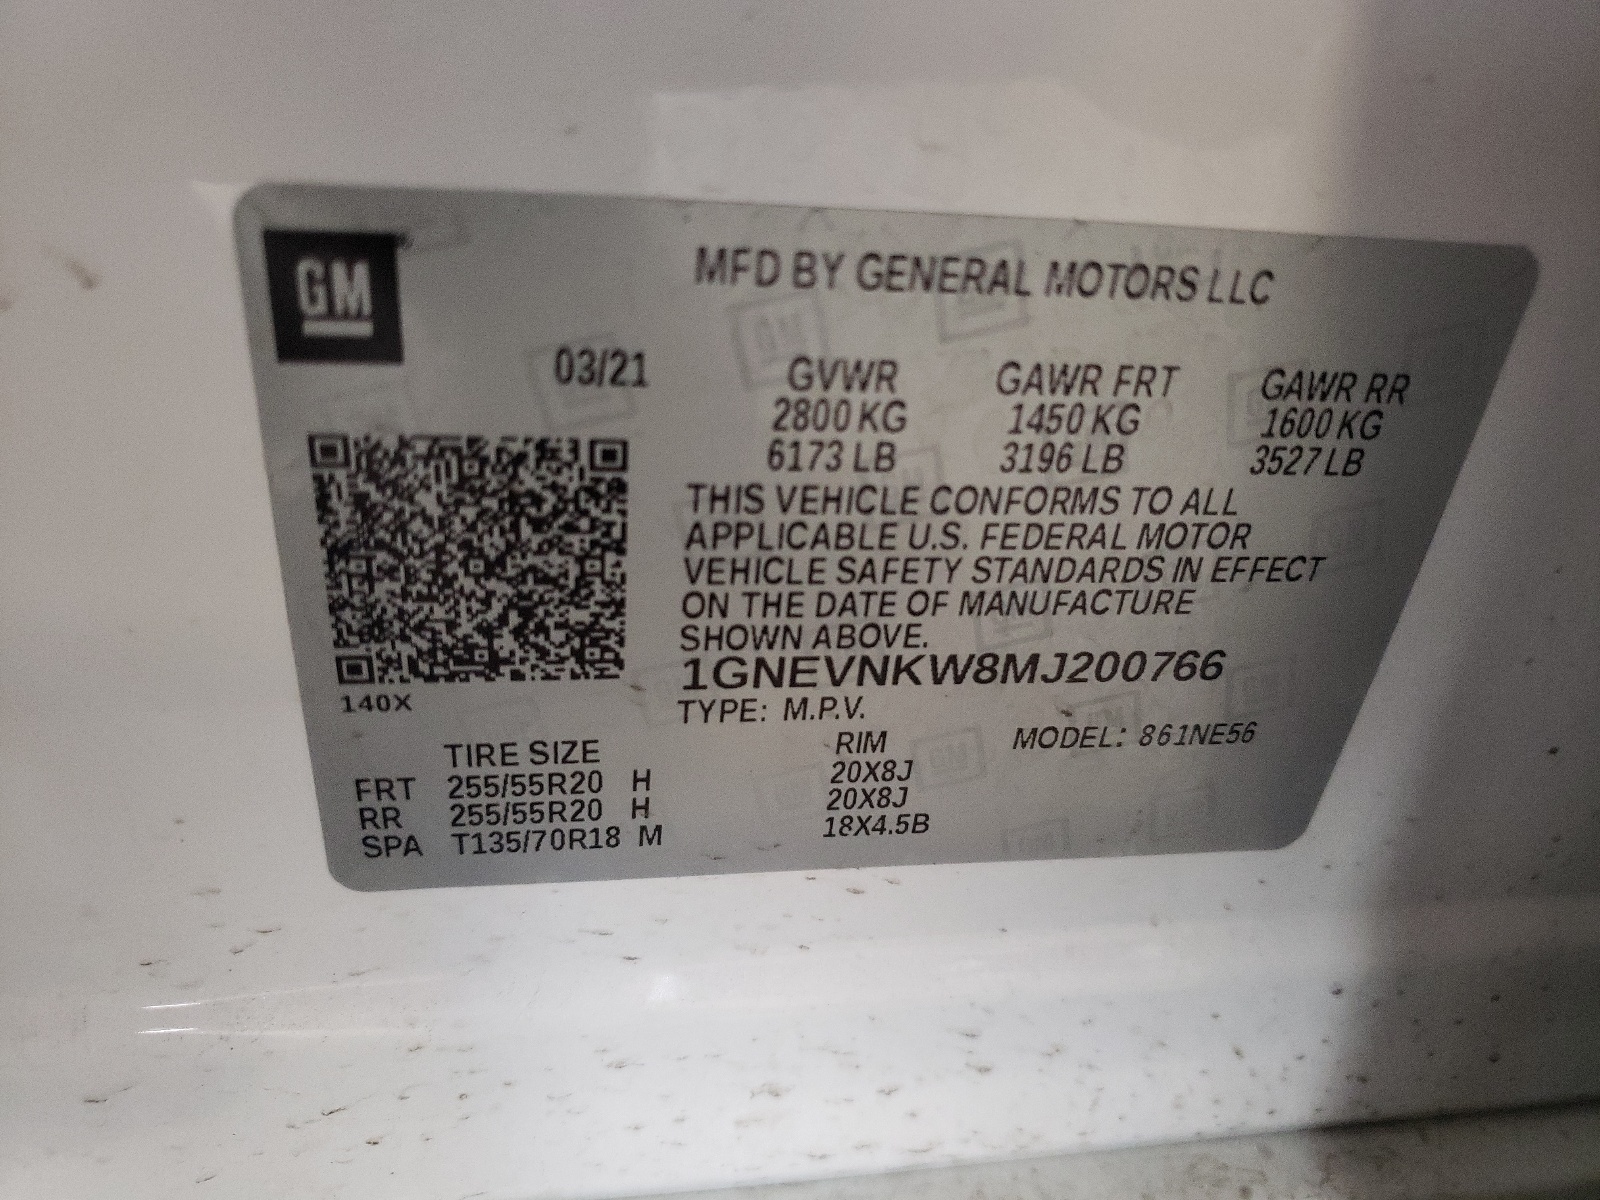 GM
MFD BY GENERAL MOTORS LLC
03/21
GVWR GAWR FRT GAWR RR
2800 KG 1450 KG 1600 KG
6173 LB 3196 LB 3527 LB
THIS VEHICLE CONFORMS TO ALL
APPLICABLE U.S. FEDERAL MOTOR
VEHICLE SAFETY STANDARDS IN EFFECT
ON THE DATE OF MANUFACTURE
SHOWN ABOVE.
1GNEVNKW8MJ200766
140X
TYPE: M.P.V.
MODEL: 861NE56
TIRE SIZE RIM
FRT 255/55R20 H 20X8J
RR 255/55R20 H 20X8J
SPA T135/70R18 M 18X4.5B